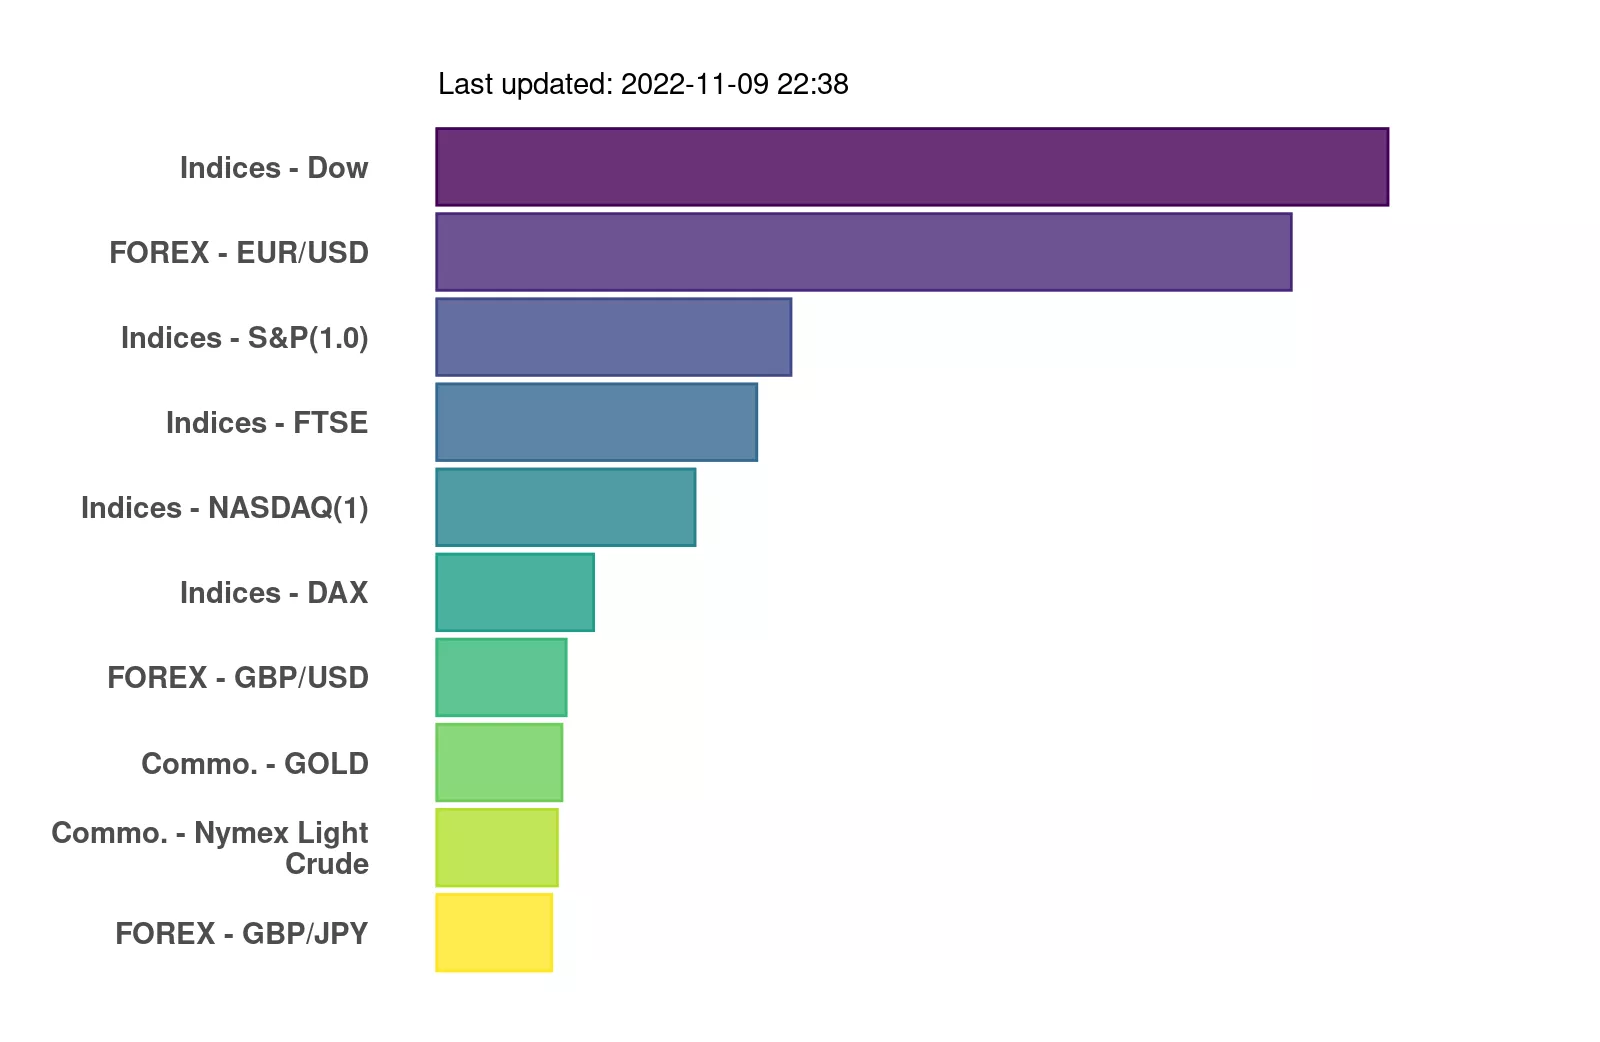 Last updated: 2022-11-09 22:38
Indices - Dow
FOREX - EUR/USD
Indices - S&P(1.0)
Indices - FTSE
Indices - NASDAQ(1)
Indices - DAX
FOREX - GBP/USD
Commo. - GOLD
Commo. - Nymex Light
Crude
FOREX - GBP/JPY